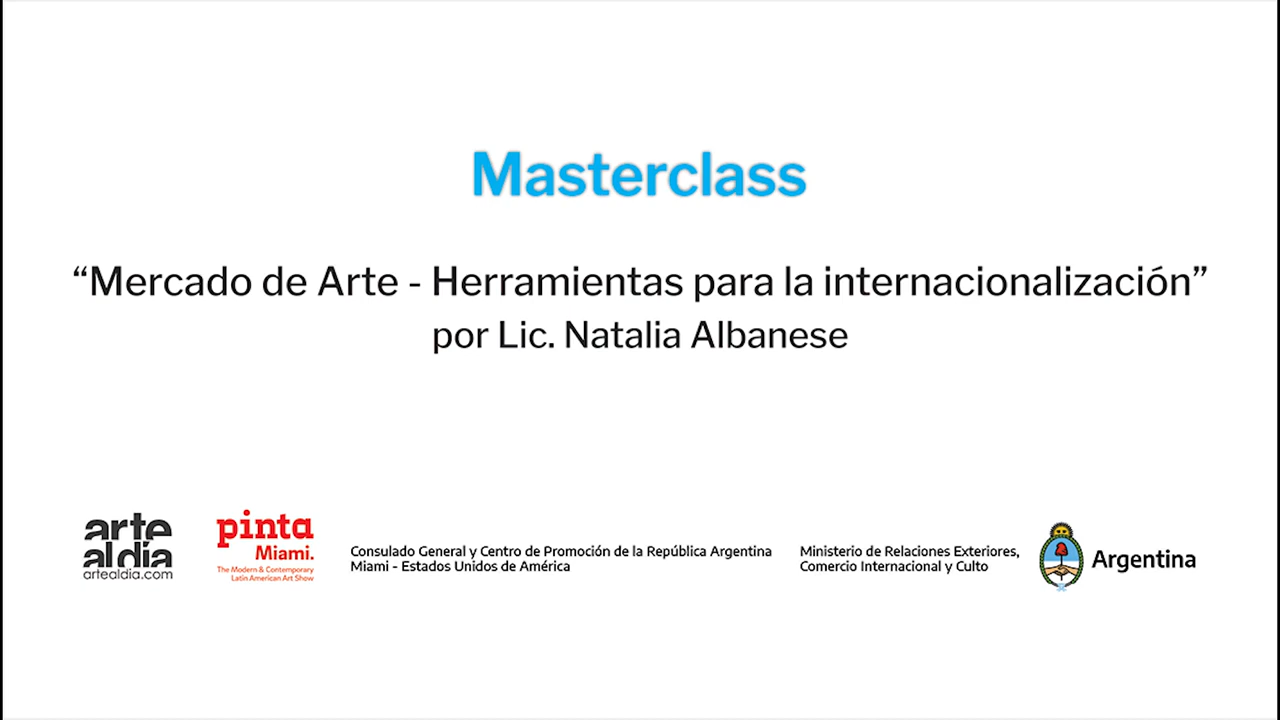 Masterclass
“Mercado de Arte - Herramientas para la internacionalización”
por Lic. Natalia Albanese
arte
al día
artealdia.com
pinta
Miami.
The Modern & Contemporary
Latin American Art Show
Consulado General y Centro de Promoción de la República Argentina
Miami - Estados Unidos de América
Ministerio de Relaciones Exteriores,
Comercio Internacional y Culto
Argentina